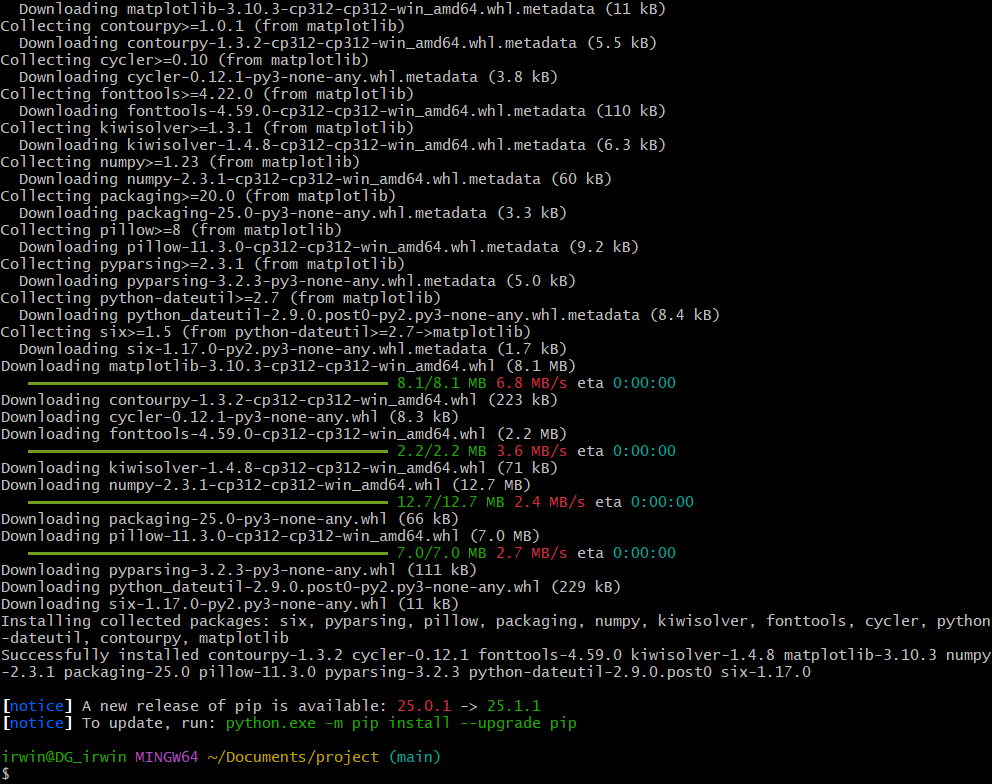 Downloading matplotlib-3.10.3-cp312-cp312-win_amd64.whl.metadata (11 kB)
Collecting contourpy>=1.0.1 (from matplotlib)
Downloading contourpy-1.3.2-cp312-cp312-win_amd64.whl.metadata (5.5 kB)
Collecting cycler>=0.10 (from matplotlib)
Downloading cycler-0.12.1-py3-none-any.whl.metadata (3.8 kB)
Collecting fonttools>=4.22.0 (from matplotlib)
Downloading fonttools-4.59.0-cp312-cp312-win_amd64.whl.metadata (110 kB)
Collecting kiwisolver>=1.3.1 (from matplotlib)
Downloading kiwisolver-1.4.8-cp312-cp312-win_amd64.whl.metadata (6.3 kB)
Collecting numpy>=1.23 (from matplotlib)
Downloading numpy-2.3.1-cp312-cp312-win_amd64.whl.metadata (60 kB)
Collecting packaging>=20.0 (from matplotlib)
Downloading packaging-25.0-py3-none-any.whl.metadata (3.3 kB)
Collecting pillow>=8 (from matplotlib)
Downloading pillow-11.3.0-cp312-cp312-win_amd64.whl.metadata (9.2 kB)
Collecting pyparsing>=2.3.1 (from matplotlib)
Downloading pyparsing-3.2.3-py3-none-any.whl.metadata (5.0 kB)
Collecting python-dateutil>=2.7 (from matplotlib)
Downloading python_dateutil-2.9.0.post0-py2.py3-none-any.whl.metadata (8.4 kB)
Collecting six>=1.5 (from python-dateutil>=2.7->matplotlib)
Downloading six-1.17.0-py2.py3-none-any.whl.metadata (1.7 kB)
Downloading matplotlib-3.10.3-cp312-cp312-win_amd64.whl (8.1 MB)
8.1/8.1 MB 6.8 MB/s eta 0:00:00
Downloading contourpy-1.3.2-cp312-cp312-win_amd64.whl (223 kB)
Downloading cycler-0.12.1-py3-none-any.whl (8.3 kB)
Downloading fonttools-4.59.0-cp312-cp312-win_amd64.whl (2.2 MB)
2.2/2.2 MB 3.6 MB/s eta 0:00:00
Downloading kiwisolver-1.4.8-cp312-cp312-win_amd64.whl (71 kB)
Downloading numpy-2.3.1-cp312-cp312-win_amd64.whl (12.7 MB)
12.7/12.7 MB 2.4 MB/s eta 0:00:00
Downloading packaging-25.0-py3-none-any.whl (66 kB)
Downloading pillow-11.3.0-cp312-cp312-win_amd64.whl (7.0 MB)
7.0/7.0 MB 2.7 MB/s eta 0:00:00
Downloading pyparsing-3.2.3-py3-none-any.whl (111 kB)
Downloading python_dateutil-2.9.0.post0-py2.py3-none-any.whl (229 kB)
Downloading six-1.17.0-py2.py3-none-any.whl (11 kB)
Installing collected packages: six, pyparsing, pillow, packaging, numpy, kiwisolver, fonttools, cycler, python
-dateutil, contourpy, matplotlib
Successfully installed contourpy-1.3.2 cycler-0.12.1 fonttools-4.59.0 kiwisolver-1.4.8 matplotlib-3.10.3 numpy
-2.3.1 packaging-25.0 pillow-11.3.0 pyparsing-3.2.3 python-dateutil-2.9.0.post0 six-1.17.0
[notice] A new release of pip is available: 25.0.1 -> 25.1.1
[notice] To update, run: python.exe -m pip install --upgrade pip
irwin@DG_irwin MINGW64 ~/Documents/project (main)
$